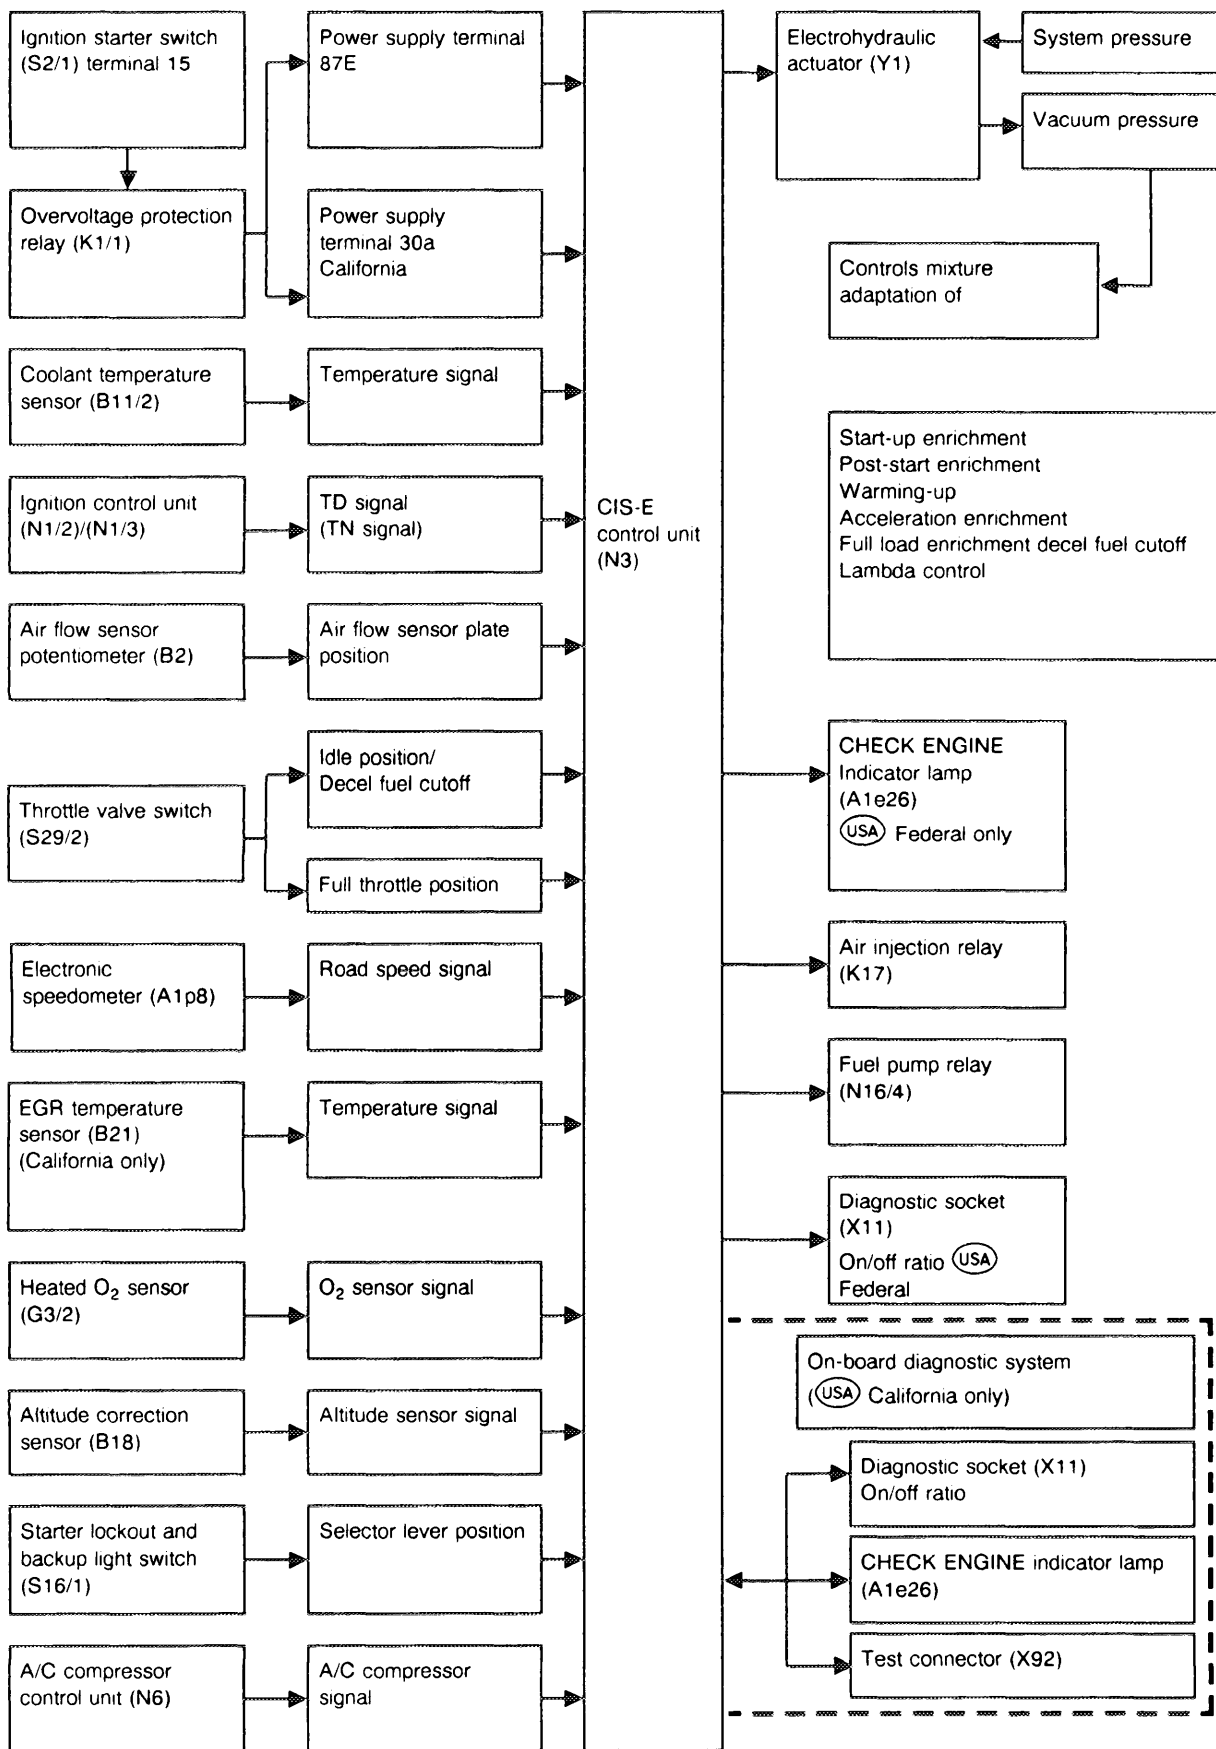 Ignition starter switch
(S2/1) terminal 15
Power supply terminal
87E
Overvoltage protection
relay (K1/1)
Power supply
terminal 30a
California
Coolant temperature
sensor (B11/2)
Temperature signal
Ignition control unit
(N1/2)/(N1/3)
TD signal
(TN signal)
Air flow sensor
potentiometer (B2)
Air flow sensor plate
position
Throttle valve switch
(S29/2)
Idle position/
Decel fuel cutoff
Full throttle position
Electronic
speedometer (A1p8)
Road speed signal
EGR temperature
sensor (B21)
(California only)
Temperature signal
Heated O₂ sensor
(G3/2)
O₂ sensor signal
Altitude correction
sensor (B18)
Altitude sensor signal
Starter lockout and
backup light switch
(S16/1)
Selector lever position
A/C compressor
control unit (N6)
A/C compressor
signal
CIS-E
control unit
(N3)
Electrohydraulic
actuator (Y1)
System pressure
Vacuum pressure
Controls mixture
adaptation of
Start-up enrichment
Post-start enrichment
Warming-up
Acceleration enrichment
Full load enrichment decel fuel cutoff
Lambda control
CHECK ENGINE
Indicator lamp
(A1e26)
USA Federal only
Air injection relay
(K17)
Fuel pump relay
(N16/4)
Diagnostic socket
(X11)
On/off ratio USA
Federal
On-board diagnostic system
(USA California only)
Diagnostic socket (X11)
On/off ratio
CHECK ENGINE indicator lamp
(A1e26)
Test connector (X92)